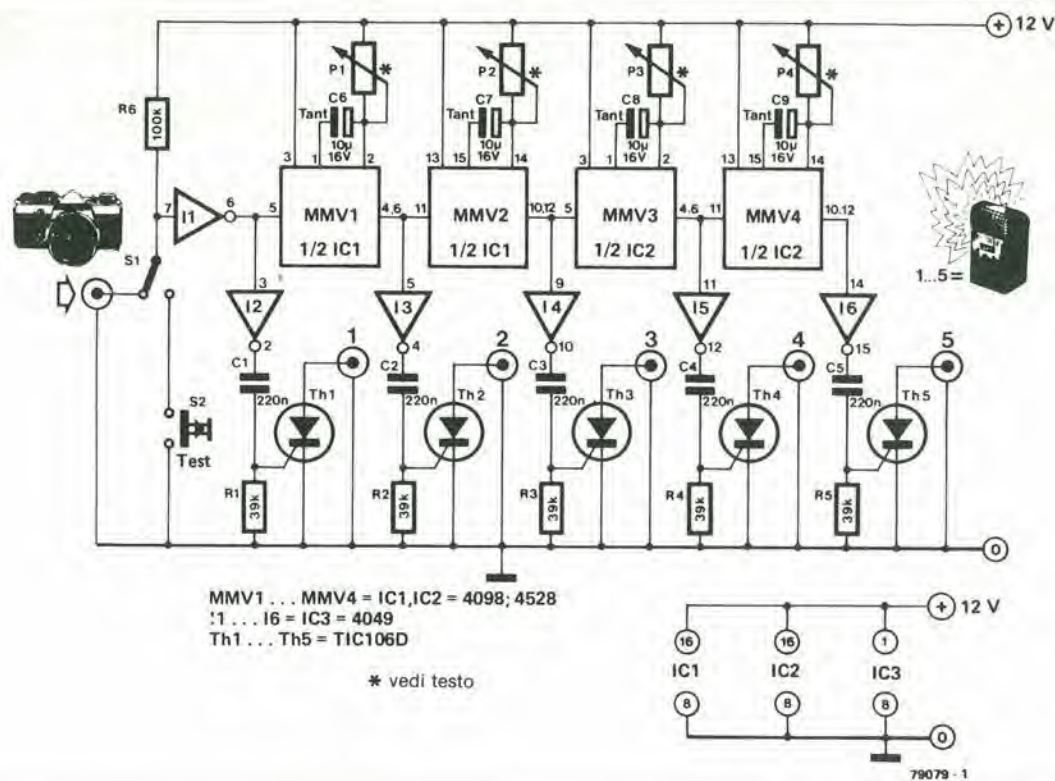 + 12 V
P1 * P2 * P3 * P4 *
R6 100k
C6 C7 C8 C9
Tant Tant Tant Tant
10µ 16V 10µ 16V 10µ 16V 10µ 16V
3 1 2 13 15 14 3 1 2 13 15 14
7 I1 6 5 MMV1 4,6 11 MMV2 10,12 5 MMV3 4,6 11 MMV4 10,12
1/2 IC1 1/2 IC1 1/2 IC2 1/2 IC2
S1
1...5=
3 5 9 11 14
I2 I3 I4 I5 I6
2 4 10 12 15
1 2 3 4 5
C1 C2 C3 C4 C5
220n 220n 220n 220n 220n
Th1 Th2 Th3 Th4 Th5
S2
Test
R1 R2 R3 R4 R5
39k 39k 39k 39k 39k
0
MMV1 . . . MMV4 = IC1,IC2 = 4098; 4528
!1 . . . I6 = IC3 = 4049
Th1 . . . Th5 = TIC106D
* vedi testo
+ 12 V
16 16 1
IC1 IC2 IC3
8 8 8
0
79079 - 1